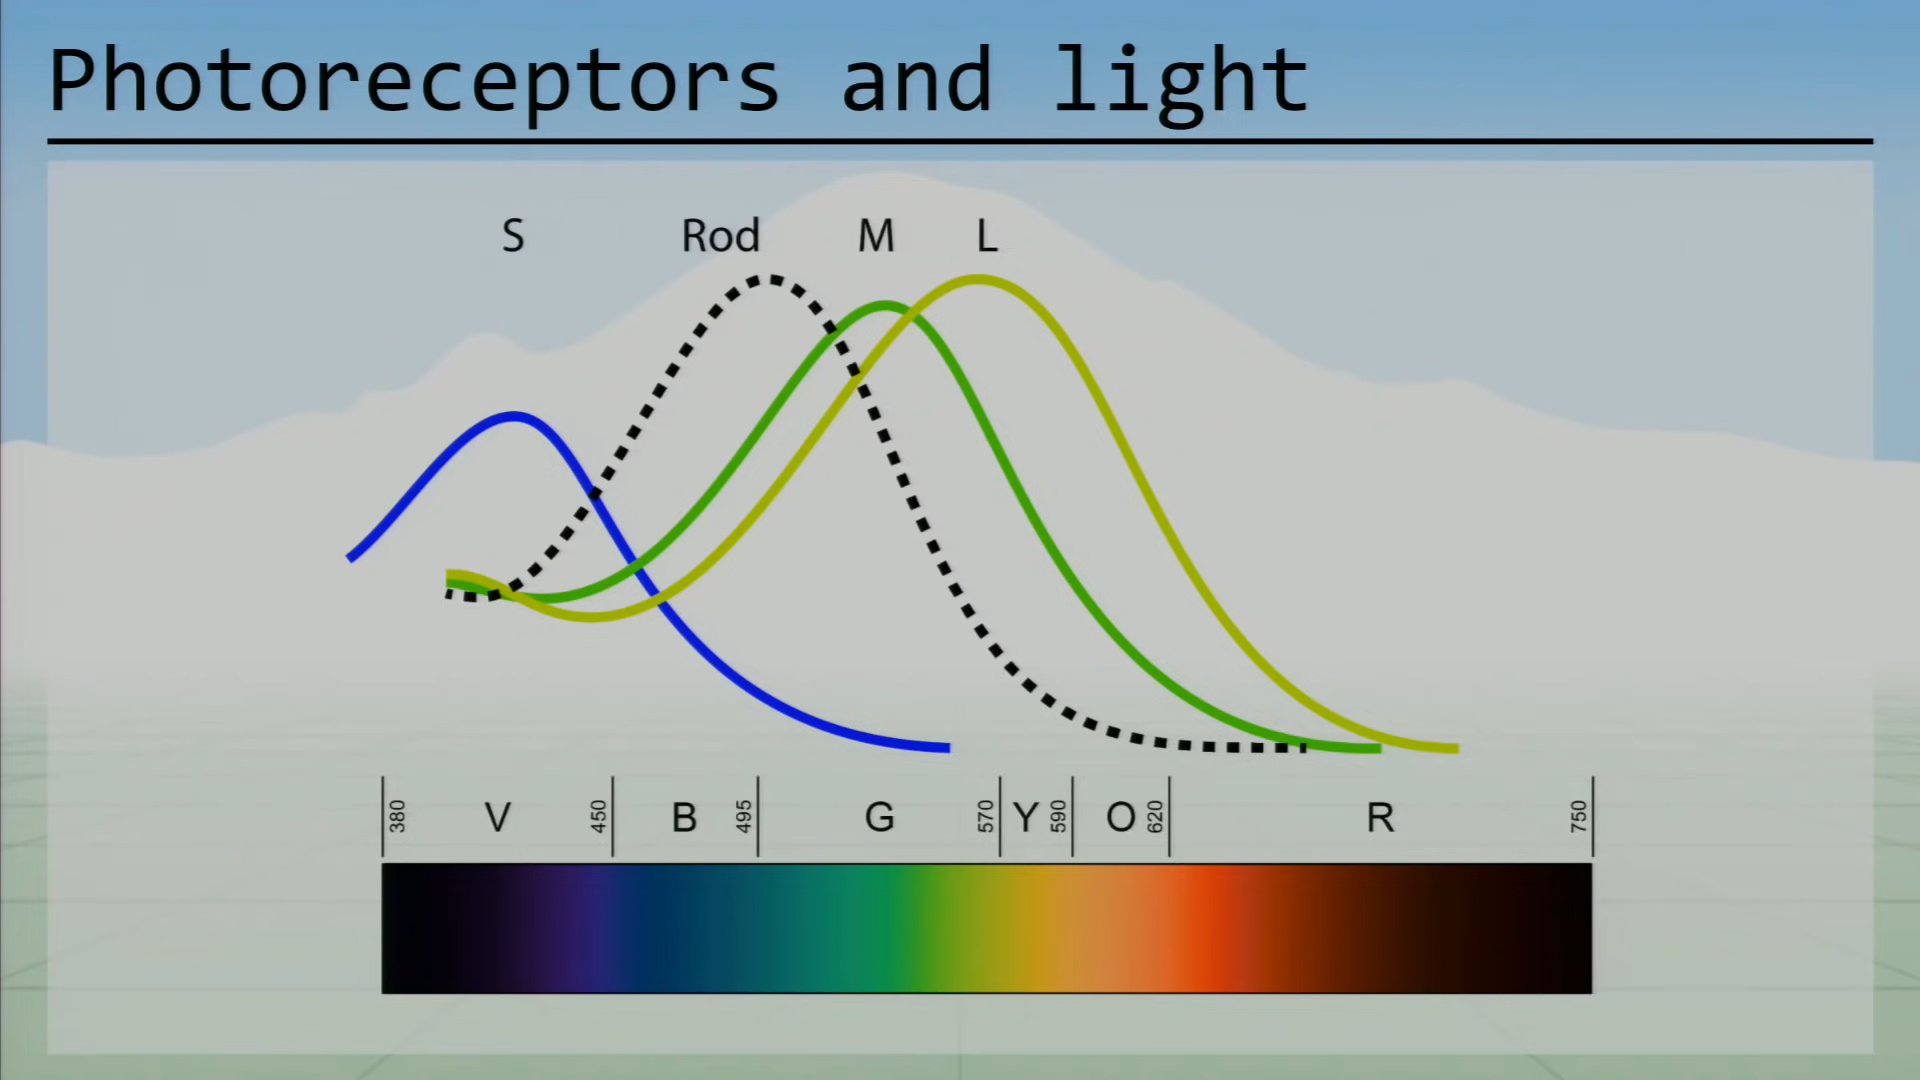 Photoreceptors and light
S Rod M L
380 V 450 B 495 G 570 Y 590 O 620 R 750